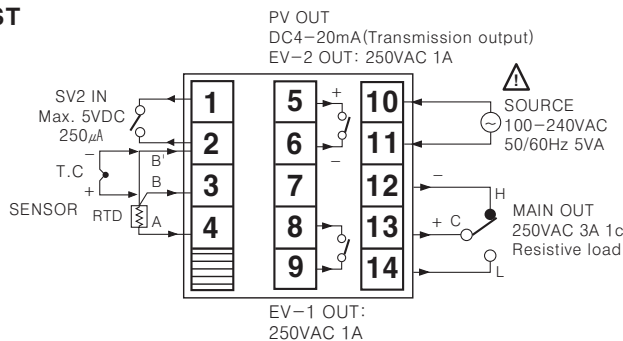 ST
PV OUT
DC4-20mA(Transmission output)
EV-2 OUT: 250VAC 1A
SV2 IN
Max. 5VDC
250㎂
1
2
3
4
5
6
7
8
9
10
11
12
13
14
+
-
SOURCE
100-240VAC
50/60Hz 5VA
- 
T.C
+
B'
B
A
SENSOR
RTD
-
H
+ C
L
MAIN OUT
250VAC 3A 1c
Resistive load
EV-1 OUT:
250VAC 1A